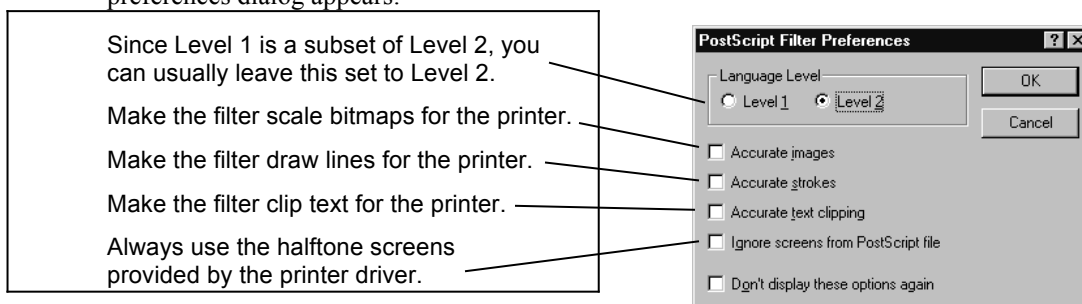 preferences dialog appears.
Since Level 1 is a subset of Level 2, you
can usually leave this set to Level 2.
Make the filter scale bitmaps for the printer.
Make the filter draw lines for the printer.
Make the filter clip text for the printer.
Always use the halftone screens
provided by the printer driver.
PostScript Filter Preferences
Language Level
Level 1 Level 2
OK
Cancel
Accurate images
Accurate strokes
Accurate text clipping
Ignore screens from PostScript file
Don't display these options again